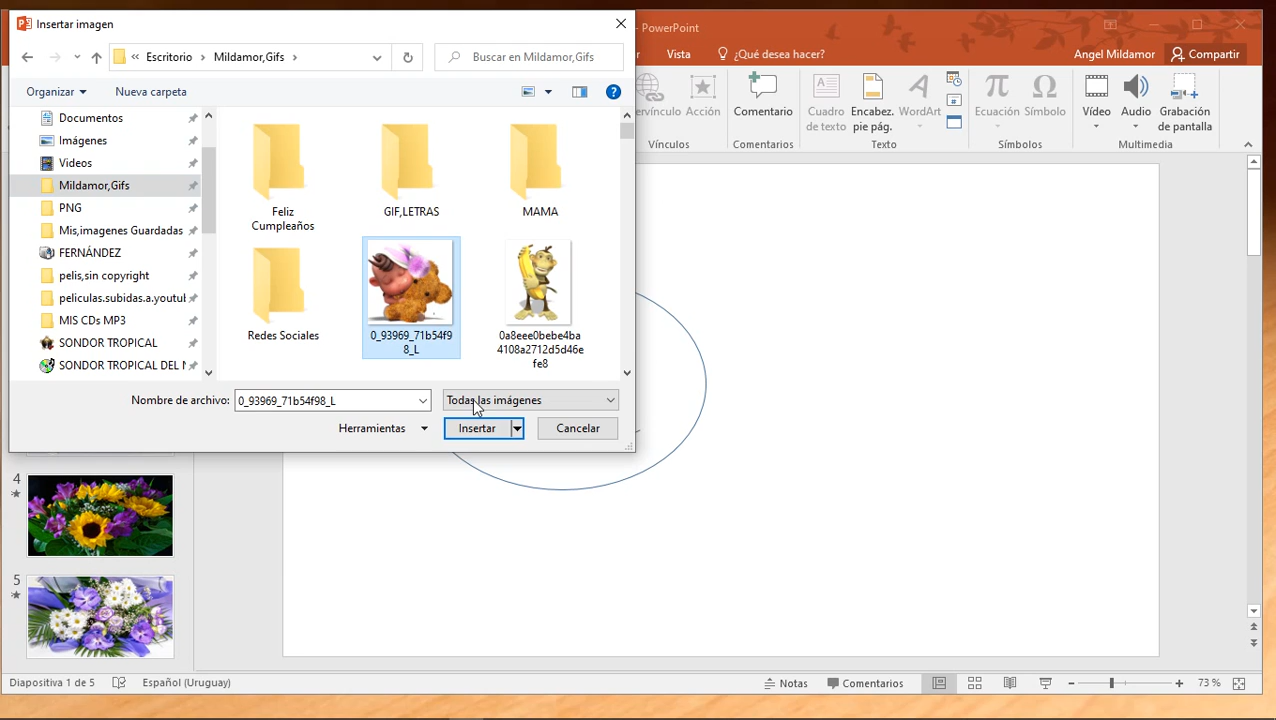 Insertar imagen
- PowerPoint
« Escritorio > Mildamor,Gifs >
Buscar en Mildamor,Gifs
Vista
¿Qué desea hacer?
Angel Mildamor
Compartir
Organizar
Nueva carpeta
Documentos
Imágenes
Videos
Mildamor,Gifs
PNG
Mis,imagenes Guardadas
FERNÁNDEZ
pelis,sin copyright
peliculas.subidas.a.youtub
MIS CDs MP3
SONDOR TROPICAL
SONDOR TROPICAL DEL
Feliz
Cumpleaños
GIF,LETRAS
MAMA
Redes Sociales
0_93969_71b54f9
8_L
0a8eee0bebe4ba
4108a2712d5d46e
fe8
Nombre de archivo:
0_93969_71b54f98_L
Todas las imágenes
Herramientas
Insertar
Cancelar
Acción
Vínculos
Comentario
Comentarios
Cuadro
de texto
Encabez.
pie pág.
WordArt
Texto
Ecuación
Símbolo
Símbolos
Vídeo
Audio
Grabación
de pantalla
Multimedia
4
5
Diapositiva 1 de 5
Español (Uruguay)
Notas
Comentarios
73 %